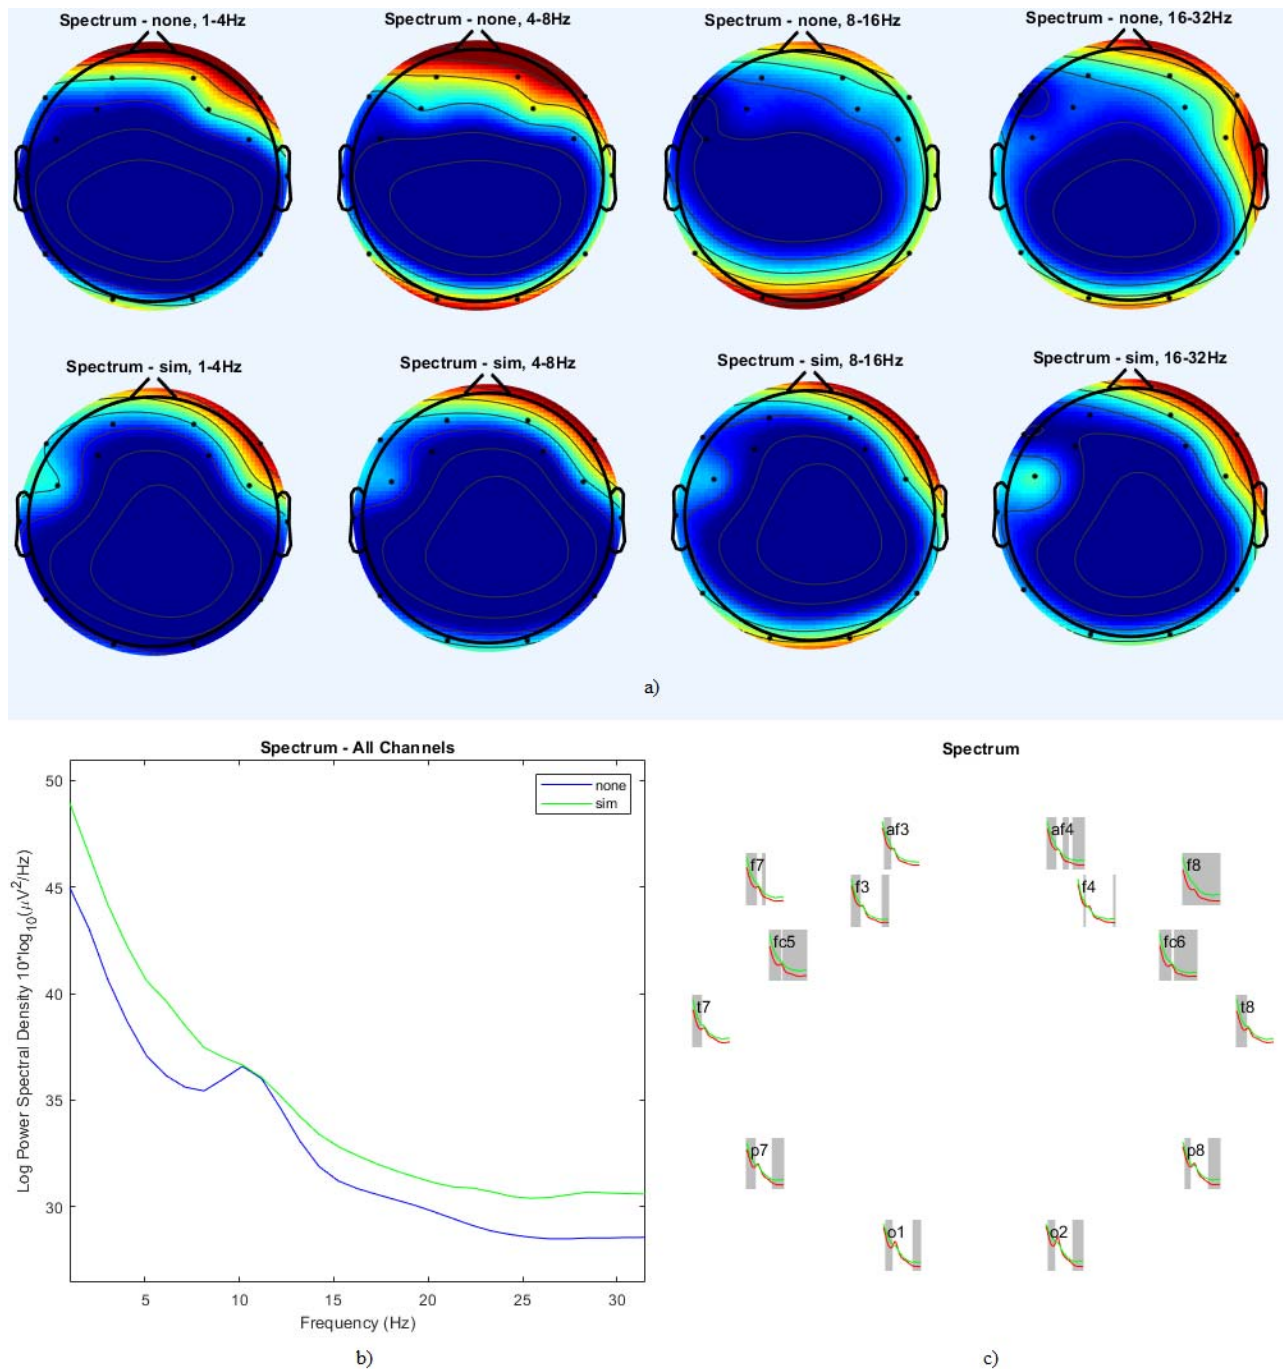 Spectrum - none, 1-4Hz
Spectrum - none, 4-8Hz
Spectrum - none, 8-16Hz
Spectrum - none, 16-32Hz
Spectrum - sim, 1-4Hz
Spectrum - sim, 4-8Hz
Spectrum - sim, 8-16Hz
Spectrum - sim, 16-32Hz
a)
Spectrum - All Channels
Log Power Spectral Density 10*log₁₀(μV²/Hz)
50
45
40
35
30
none
sim
5
10
15
20
25
30
Frequency (Hz)
b)
Spectrum
af3
af4
f7
f8
f3
f4
fc5
fc6
t7
t8
p7
p8
o1
o2
c)